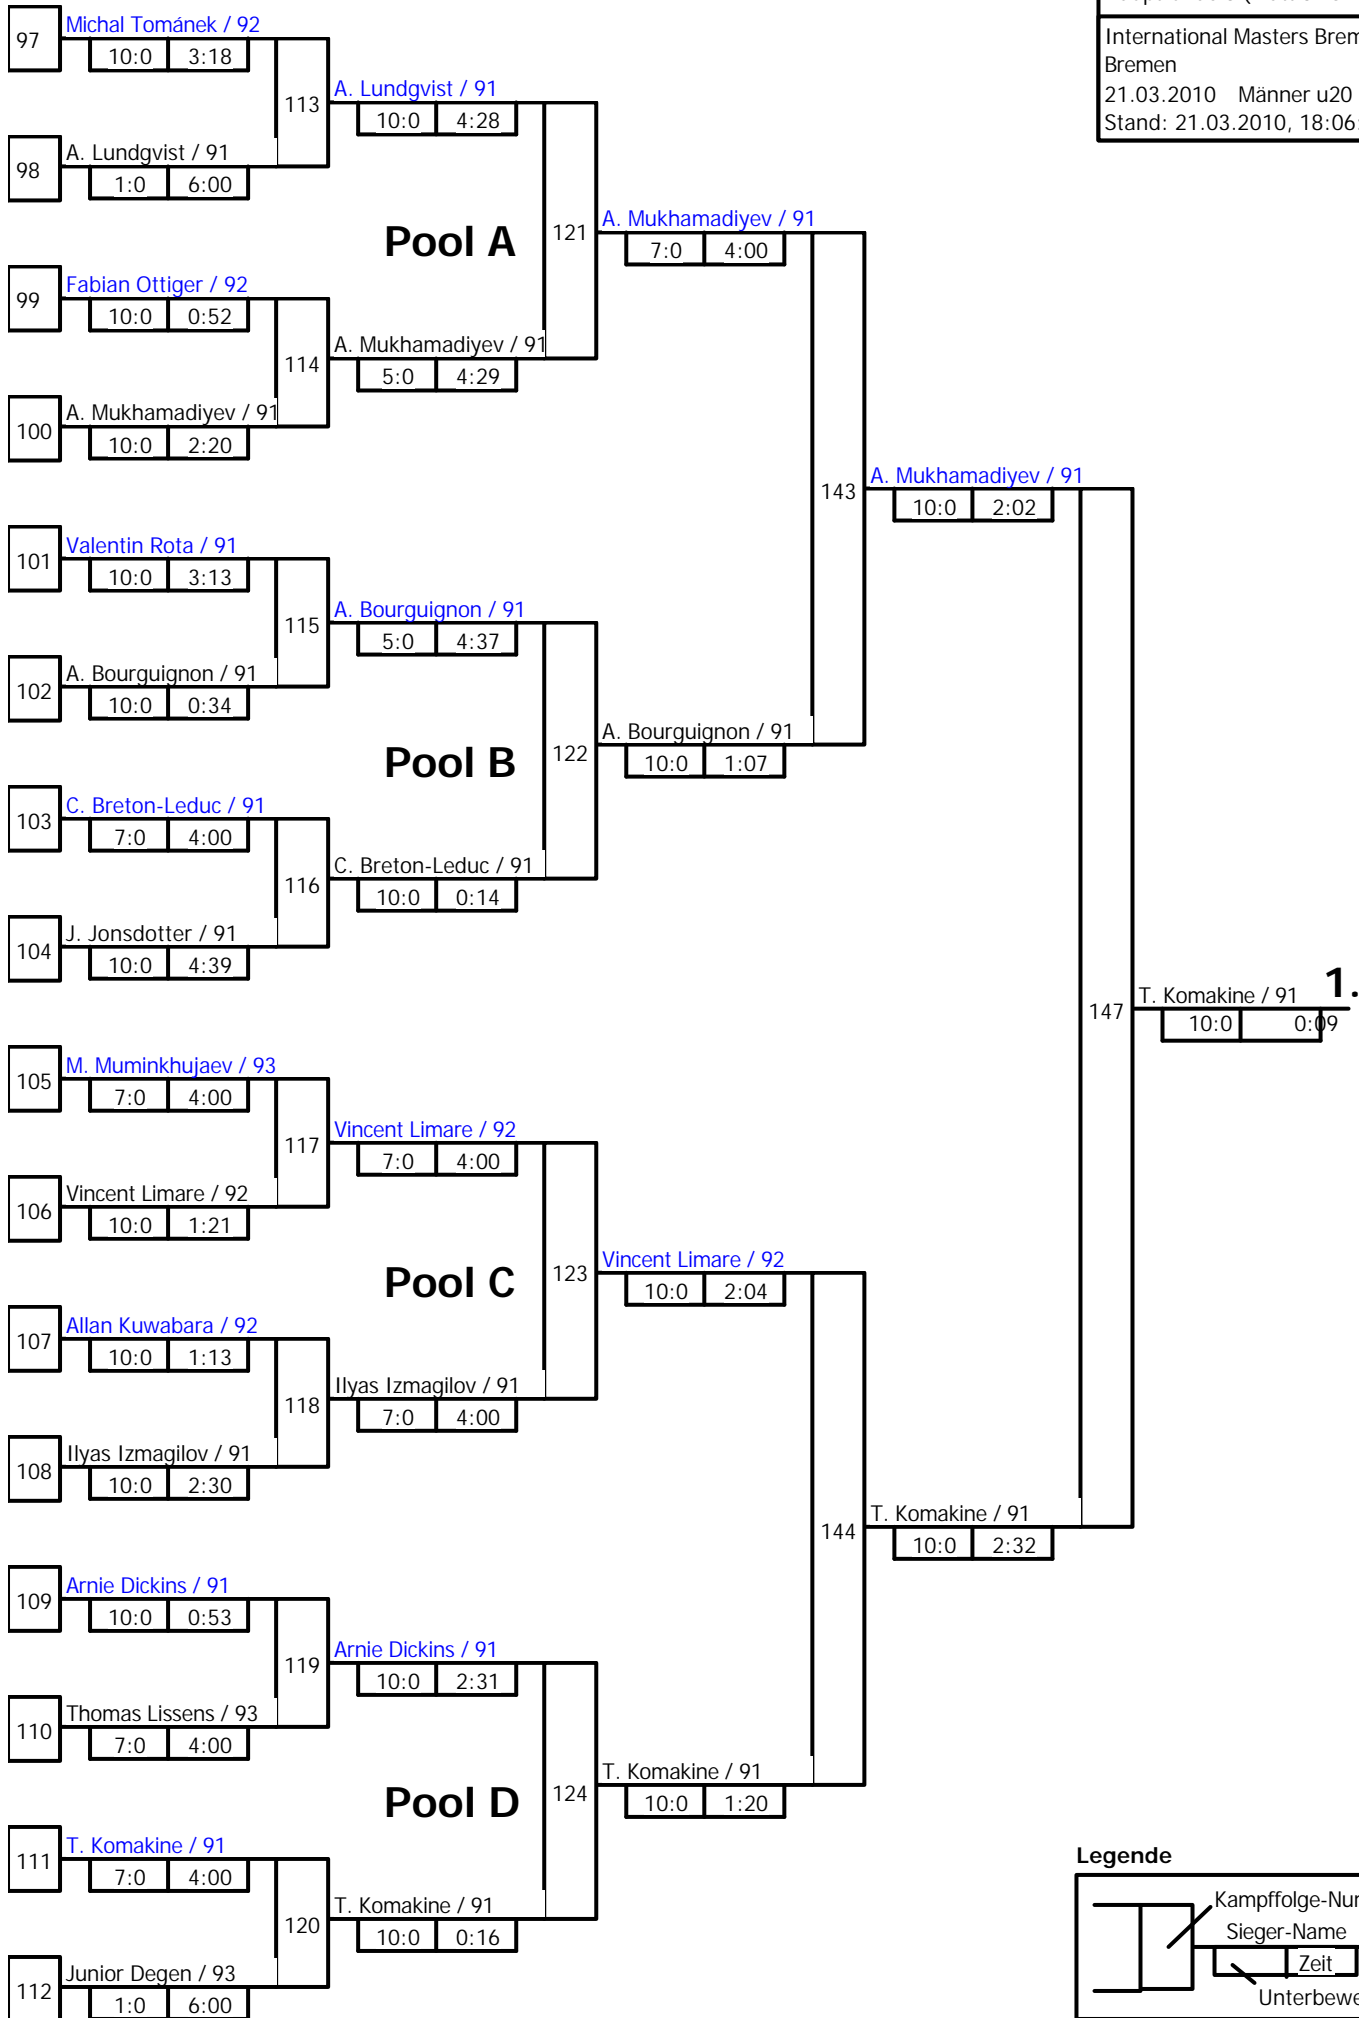 97
Michal Tománek / 92
10:0 3:18
113
A. Lundgvist / 91
10:0 4:28
98
A. Lundgvist / 91
1:0 6:00
International Masters
Bremen
21.03.2010 Männer u20
Stand: 21.03.2010, 18:06
Pool A
121
A. Mukhamadiyev / 91
7:0 4:00
99
Fabian Ottiger / 92
10:0 0:52
114
A. Mukhamadiyev / 91
5:0 4:29
100
A. Mukhamadiyev / 91
10:0 2:20
143
A. Mukhamadiyev / 91
10:0 2:02
101
Valentin Rota / 91
10:0 3:13
115
A. Bourguignon / 91
5:0 4:37
102
A. Bourguignon / 91
10:0 0:34
Pool B
122
A. Bourguignon / 91
10:0 1:07
103
C. Breton-Leduc / 91
7:0 4:00
116
C. Breton-Leduc / 91
10:0 0:14
104
J. Jonsdotter / 91
10:0 4:39
147
T. Komakine / 91 1.
10:0 0:09
105
M. Muminkhujaev / 93
7:0 4:00
117
Vincent Limare / 92
7:0 4:00
106
Vincent Limare / 92
10:0 1:21
Pool C
123
Vincent Limare / 92
10:0 2:04
107
Allan Kuwabara / 92
10:0 1:13
118
Ilyas Izmagilov / 91
7:0 4:00
108
Ilyas Izmagilov / 91
10:0 2:30
144
T. Komakine / 91
10:0 2:32
109
Arnie Dickins / 91
10:0 0:53
119
Arnie Dickins / 91
10:0 2:31
110
Thomas Lissens / 93
7:0 4:00
Pool D
124
T. Komakine / 91
10:0 1:20
111
T. Komakine / 91
7:0 4:00
120
T. Komakine / 91
10:0 0:16
112
Junior Degen / 93
1:0 6:00
Legende
Sieger-Name
Zeit